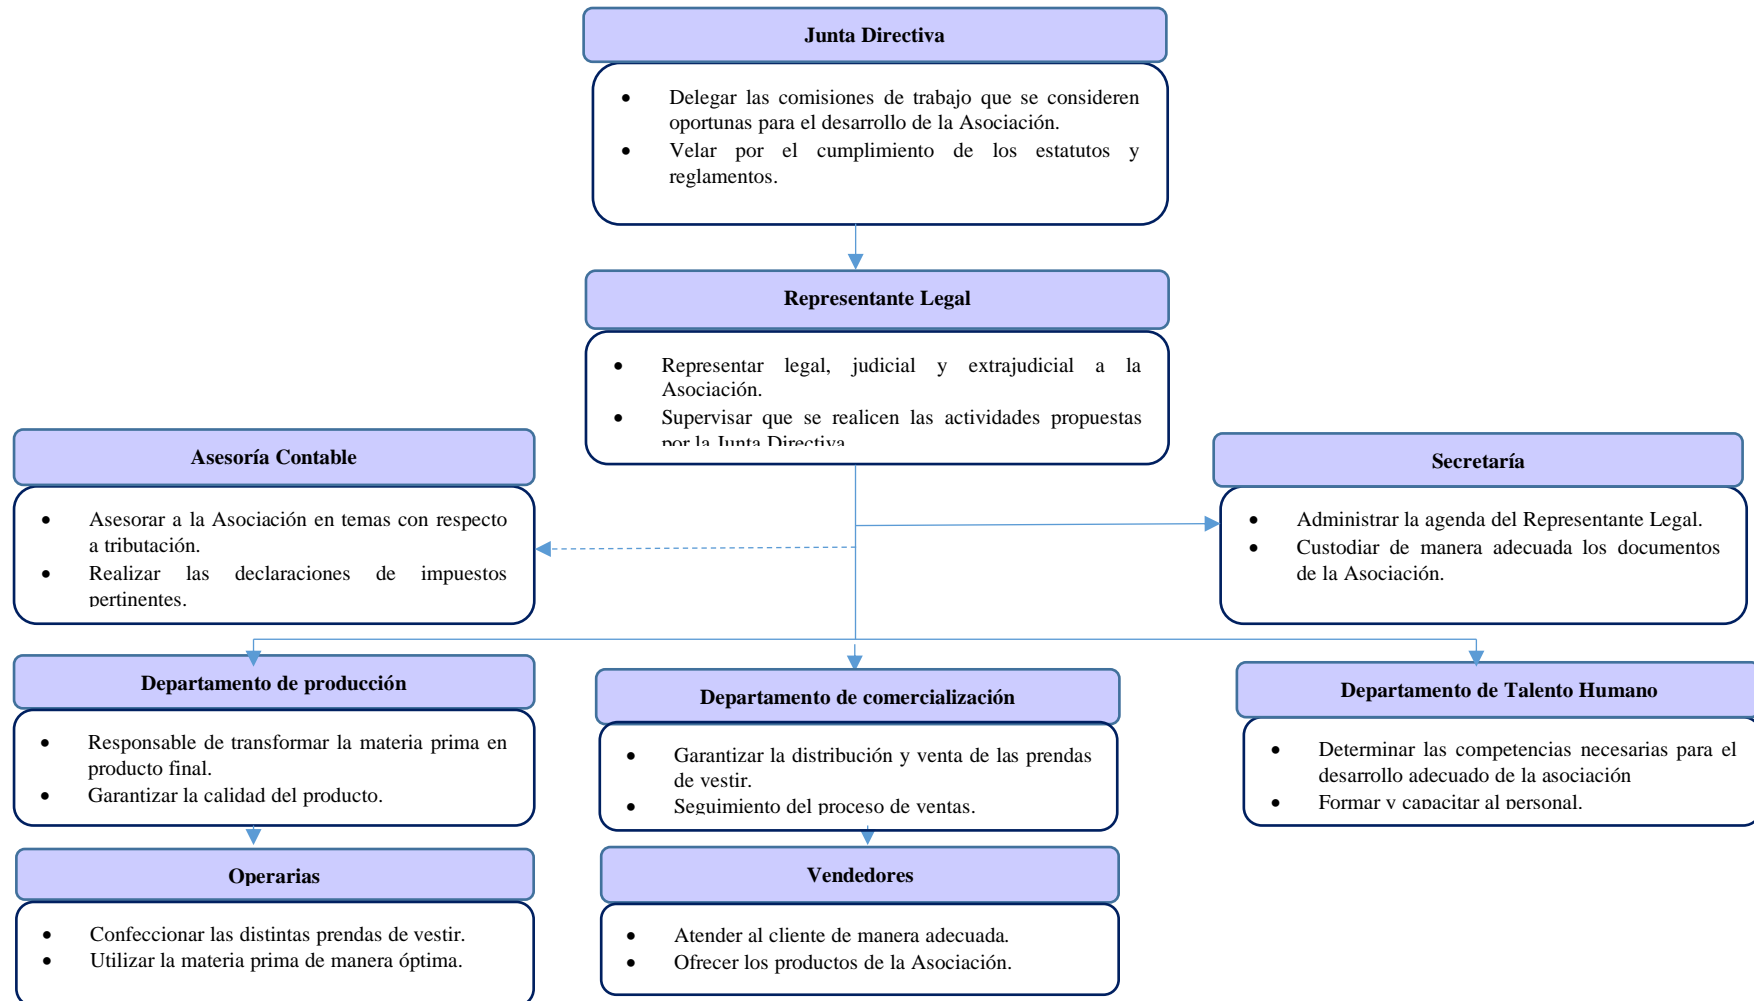 Junta Directiva
• Delegar las comisiones de trabajo que se consideren
oportunas para el desarrollo de la Asociación.
• Velar por el cumplimiento de los estatutos y
reglamentos.
Representante Legal
• Representar legal, judicial y extrajudicial a la
Asociación.
• Supervisar que se realicen las actividades propuestas
por la Junta Directiva
Asesoría Contable
• Asesorar a la Asociación en temas con respecto
a tributación.
• Realizar las declaraciones de impuestos
pertinentes.
Secretaría
• Administrar la agenda del Representante Legal.
• Custodiar de manera adecuada los documentos
de la Asociación.
Departamento de producción
• Responsable de transformar la materia prima en
producto final.
• Garantizar la calidad del producto.
Departamento de comercialización
• Garantizar la distribución y venta de las prendas
de vestir.
• Seguimiento del proceso de ventas.
Departamento de Talento Humano
• Determinar las competencias necesarias para el
desarrollo adecuado de la asociación
• Formar y capacitar al personal.
Operarias
• Confeccionar las distintas prendas de vestir.
• Utilizar la materia prima de manera óptima.
Vendedores
• Atender al cliente de manera adecuada.
• Ofrecer los productos de la Asociación.